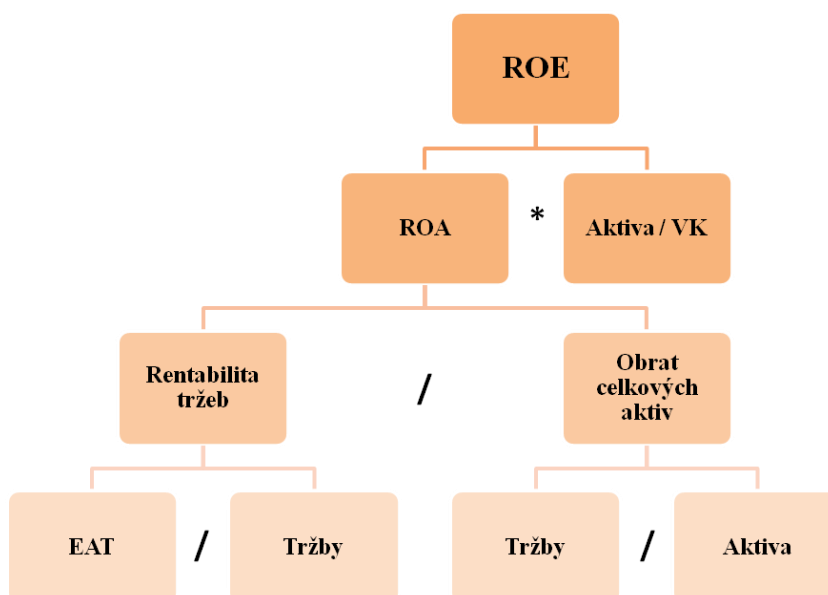 ROE
ROA * Aktiva / VK
Rentabilita
tržeb
/
Obrat
celkových
aktiv
EAT / Tržby
Tržby / Aktiva